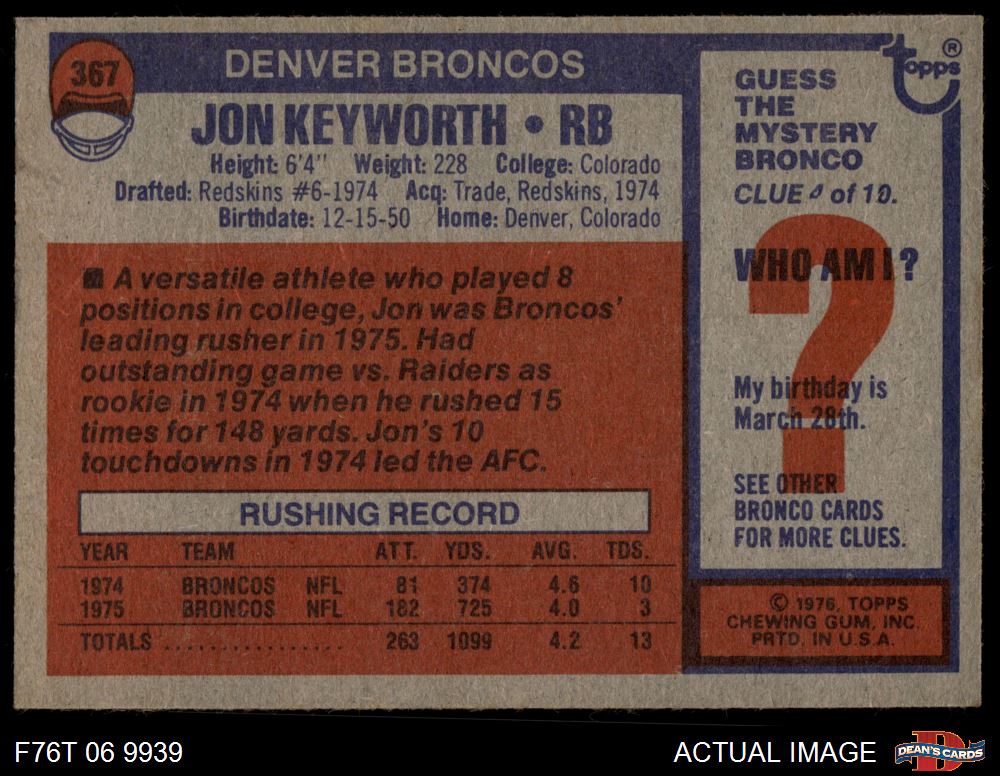 367
DENVER BRONCOS
JON KEYWORTH • RB
Height: 6'4" Weight: 228 College: Colorado
Drafted: Redskins #6-1974 Acq: Trade, Redskins, 1974
Birthdate: 12-15-50 Home: Denver, Colorado
■ A versatile athlete who played 8
positions in college, Jon was Broncos'
leading rusher in 1975. Had
outstanding game vs. Raiders as
rookie in 1974 when he rushed 15
times for 148 yards. Jon's 10
touchdowns in 1974 led the AFC.
RUSHING RECORD
YEAR TEAM ATT. YDS. AVG. TDS.
1974 BRONCOS NFL 81 374 4.6 10
1975 BRONCOS NFL 182 725 4.0 3
TOTALS ................ 263 1099 4.2 13
topps ®
GUESS
THE
MYSTERY
BRONCO
CLUE of 10.
WHO AM I?
?
My birthday is
March 28th.
SEE OTHER
BRONCO CARDS
FOR MORE CLUES.
© 1976, TOPPS
CHEWING GUM, INC.
PRTD. IN U.S.A.
F76T 06 9939
ACTUAL IMAGE
D
DEAN'S CARDS